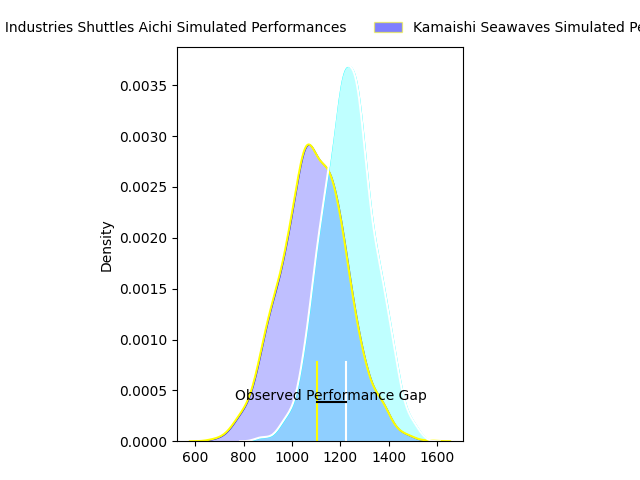 Industries Shuttles Aichi Simulated Performances
Kamaishi Seawaves Simulated
0.0035
0.0030
0.0025
0.0020
0.0015
0.0010
0.0005
0.0000
Density
Observed Performance Gap
600 800 1000 1200 1400 1600